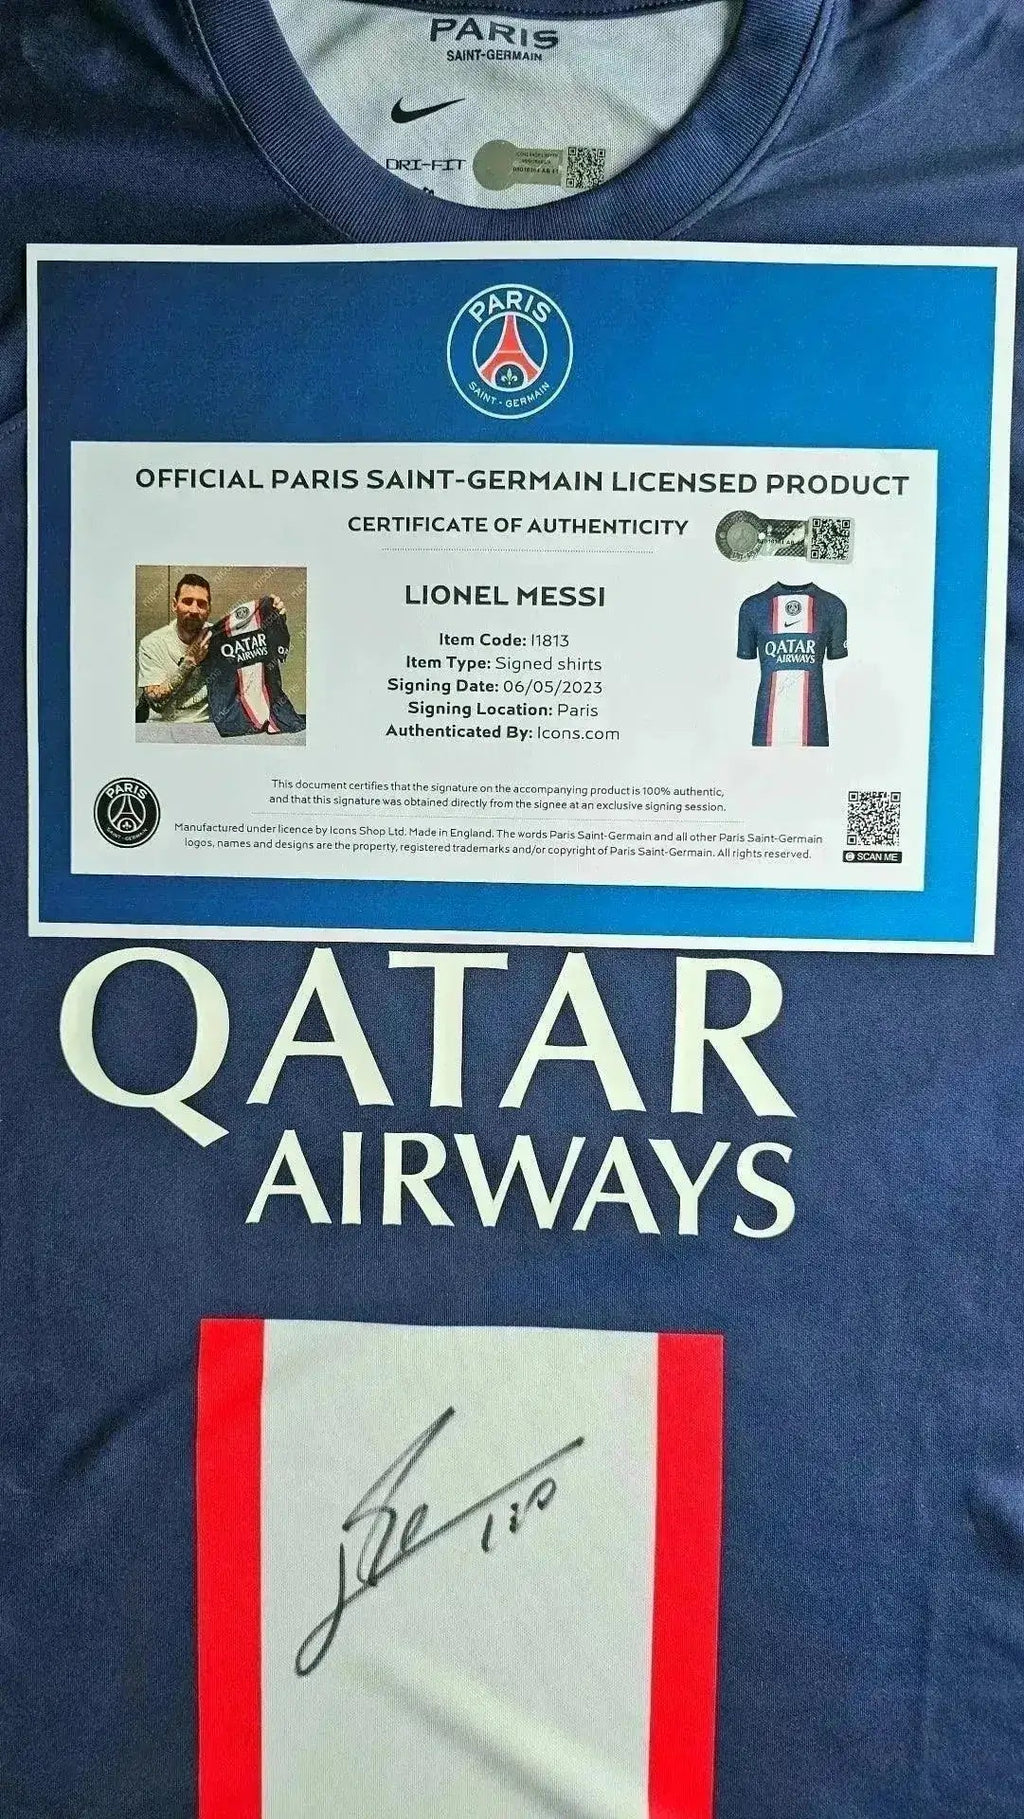 PARIS
SAINT-GERMAIN
DRI-FIT
PARIS
SAINT-GERMAIN
OFFICIAL PARIS SAINT-GERMAIN LICENSED PRODUCT
CERTIFICATE OF AUTHENTICITY
LIONEL MESSI
Item Code: I1813
Item Type: Signed shirts
Signing Date: 06/05/2023
Signing Location: Paris
Authenticated By: Icons.com
QATAR
AIRWAYS
QATAR
AIRWAYS
This document certifies that the signature on the accompanying product is 100% authentic,
and that this signature was obtained directly from the signee at an exclusive signing session.
PARIS
SAINT-GERMAIN
Manufactured under licence by Icons Shop Ltd. Made in England. The words Paris Saint-Germain and all other Paris Saint-Germain
logos, names and designs are the property, registered trademarks and/or copyright of Paris Saint-Germain. All rights reserved.
SCAN ME
QATAR
AIRWAYS